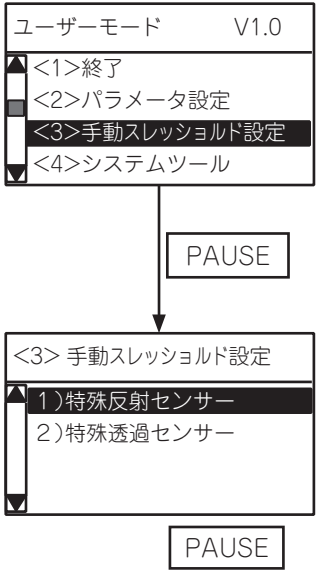 ユーザーモード V1.0
<1>終了
<2>パラメータ設定
<3>手動スレッショルド設定
<4>システムツール
PAUSE
<3> 手動スレッショルド設定
1)特殊反射センサー
2)特殊透過センサー
PAUSE